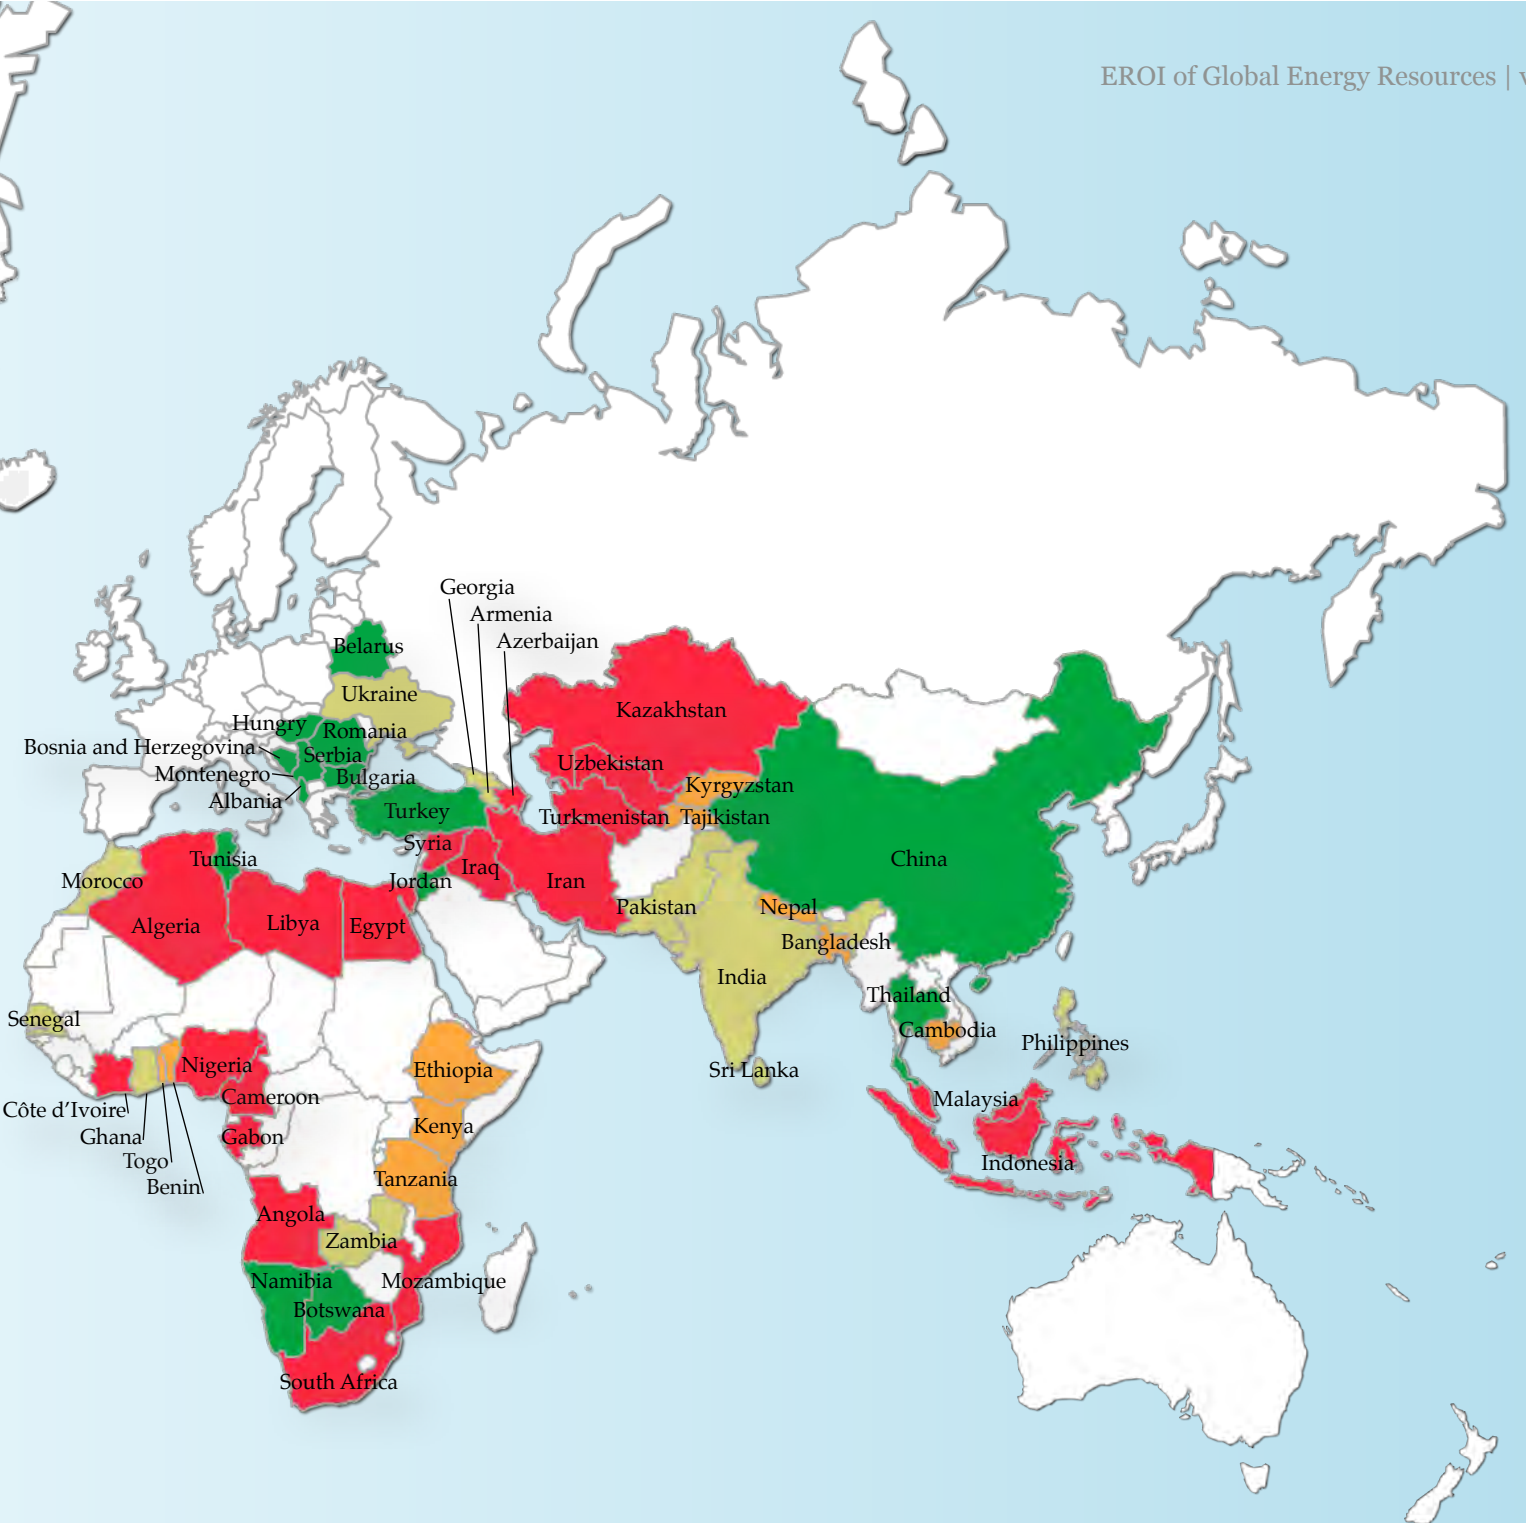 EROI of Global Energy Resources |
Georgia
Armenia
Azerbaijan
Belarus
Ukraine
Kazakhstan
Hungry
Romania
Bosnia and Herzegovina
Serbia
Uzbekistan
Montenegro
Bulgaria
Kyrgyzstan
Albania
Turkey
Turkmenistan
Tajikistan
Syria
Tunisia
China
Iraq
Morocco
Jordan
Iran
Pakistan
Nepal
Algeria
Libya
Egypt
Bangladesh
India
Thailand
Senegal
Cambodia
Philippines
Nigeria
Ethiopia
Sri Lanka
Cameroon
Malaysia
Côte d'Ivoire
Kenya
Ghana
Gabon
Togo
Indonesia
Tanzania
Benin
Angola
Zambia
Namibia
Mozambique
Botswana
South Africa